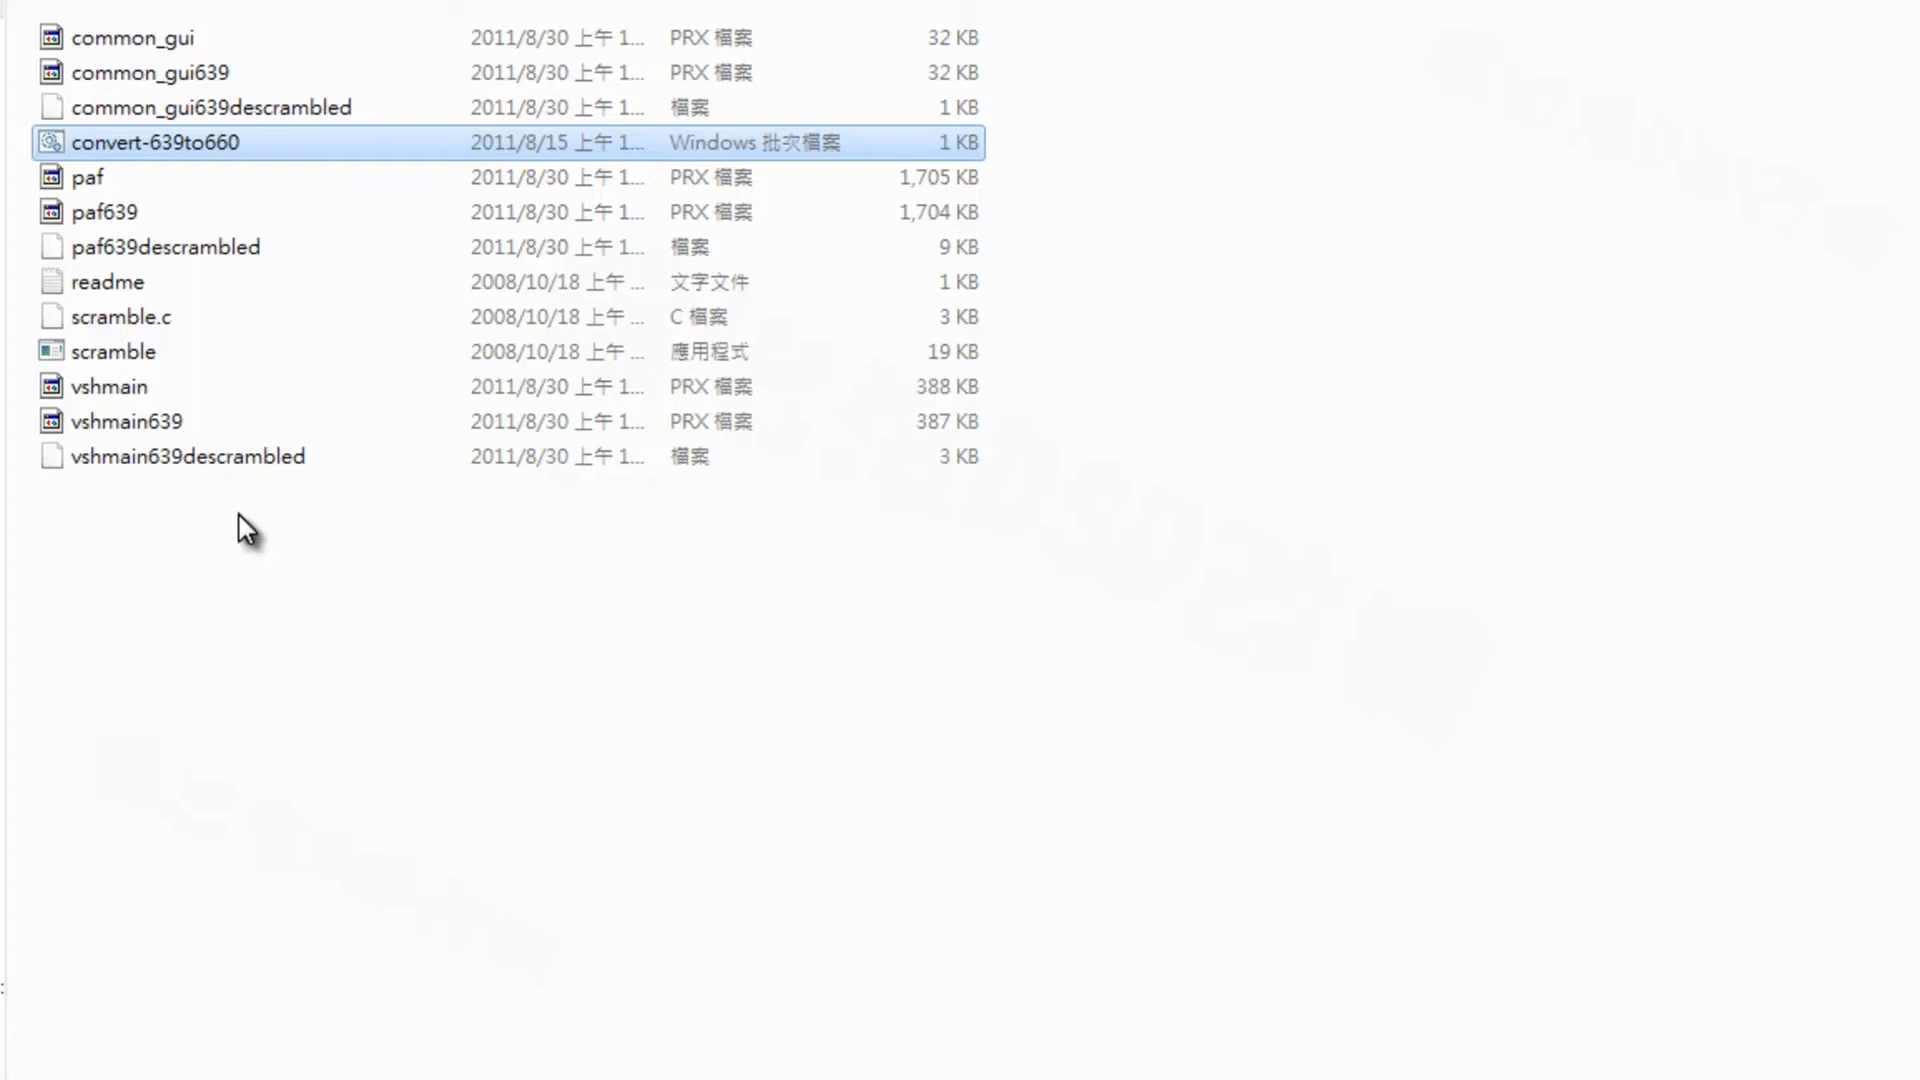 common_gui 2011/8/30 上午 1... PRX 檔案 32 KB
common_gui639 2011/8/30 上午 1... PRX 檔案 32 KB
common_gui639descrambled 2011/8/30 上午 1... 檔案 1 KB
convert-639to660 2011/8/15 上午 1... Windows 批次檔案 1 KB
paf 2011/8/30 上午 1... PRX 檔案 1,705 KB
paf639 2011/8/30 上午 1... PRX 檔案 1,704 KB
paf639descrambled 2011/8/30 上午 1... 檔案 9 KB
readme 2008/10/18 上午 ... 文字文件 1 KB
scramble.c 2008/10/18 上午 ... C 檔案 3 KB
scramble 2008/10/18 上午 ... 應用程式 19 KB
vshmain 2011/8/30 上午 1... PRX 檔案 388 KB
vshmain639 2011/8/30 上午 1... PRX 檔案 387 KB
vshmain639descrambled 2011/8/30 上午 1... 檔案 3 KB